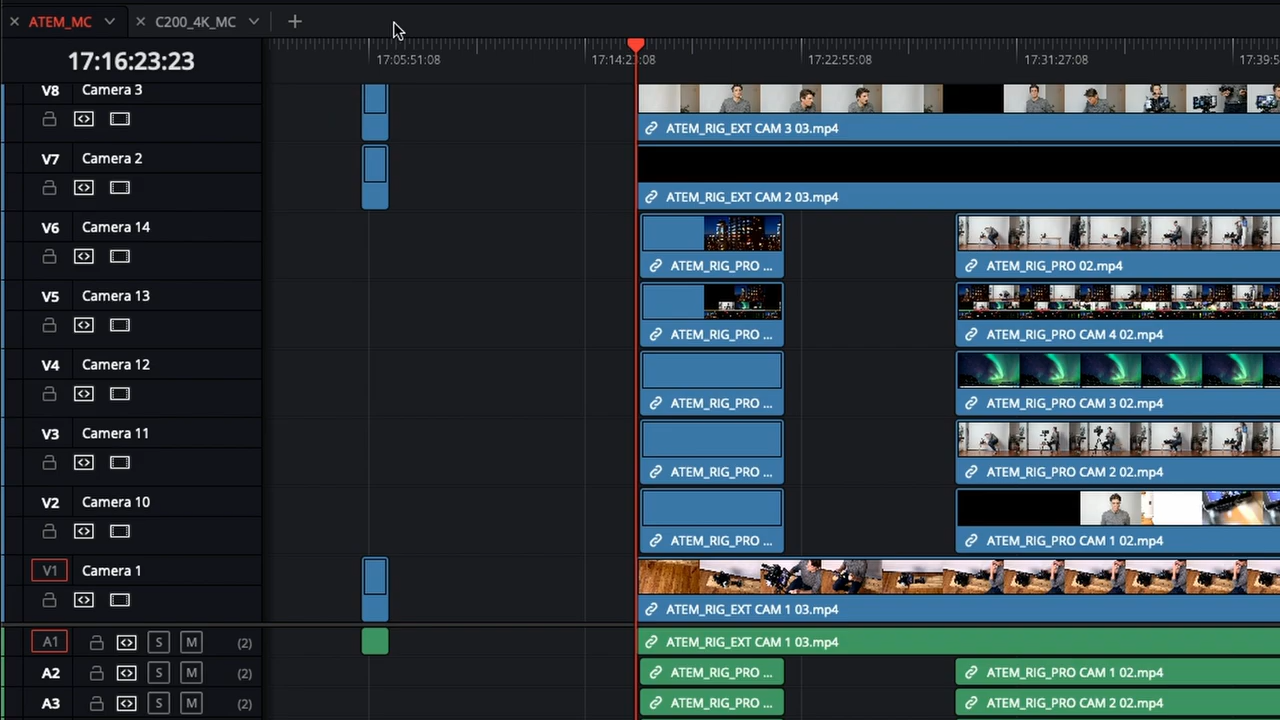 ATEM_MC C200_4K_MC
17:16:23:23
17:05:51:08 17:14:23:08 17:22:55:08 17:31:27:08 17:39:5
V8 Camera 3
ATEM_RIG_EXT CAM 3 03.mp4
V7 Camera 2
ATEM_RIG_EXT CAM 2 03.mp4
V6 Camera 14
ATEM_RIG_PRO ... ATEM_RIG_PRO 02.mp4
V5 Camera 13
ATEM_RIG_PRO ... ATEM_RIG_PRO CAM 4 02.mp4
V4 Camera 12
ATEM_RIG_PRO ... ATEM_RIG_PRO CAM 3 02.mp4
V3 Camera 11
ATEM_RIG_PRO ... ATEM_RIG_PRO CAM 2 02.mp4
V2 Camera 10
ATEM_RIG_PRO ... ATEM_RIG_PRO CAM 1 02.mp4
V1 Camera 1
ATEM_RIG_EXT CAM 1 03.mp4
A1 S M (2) ATEM_RIG_EXT CAM 1 03.mp4
A2 S M (2) ATEM_RIG_PRO ... ATEM_RIG_PRO CAM 1 02.mp4
A3 S M (2) ATEM_RIG_PRO ... ATEM_RIG_PRO CAM 2 02.mp4